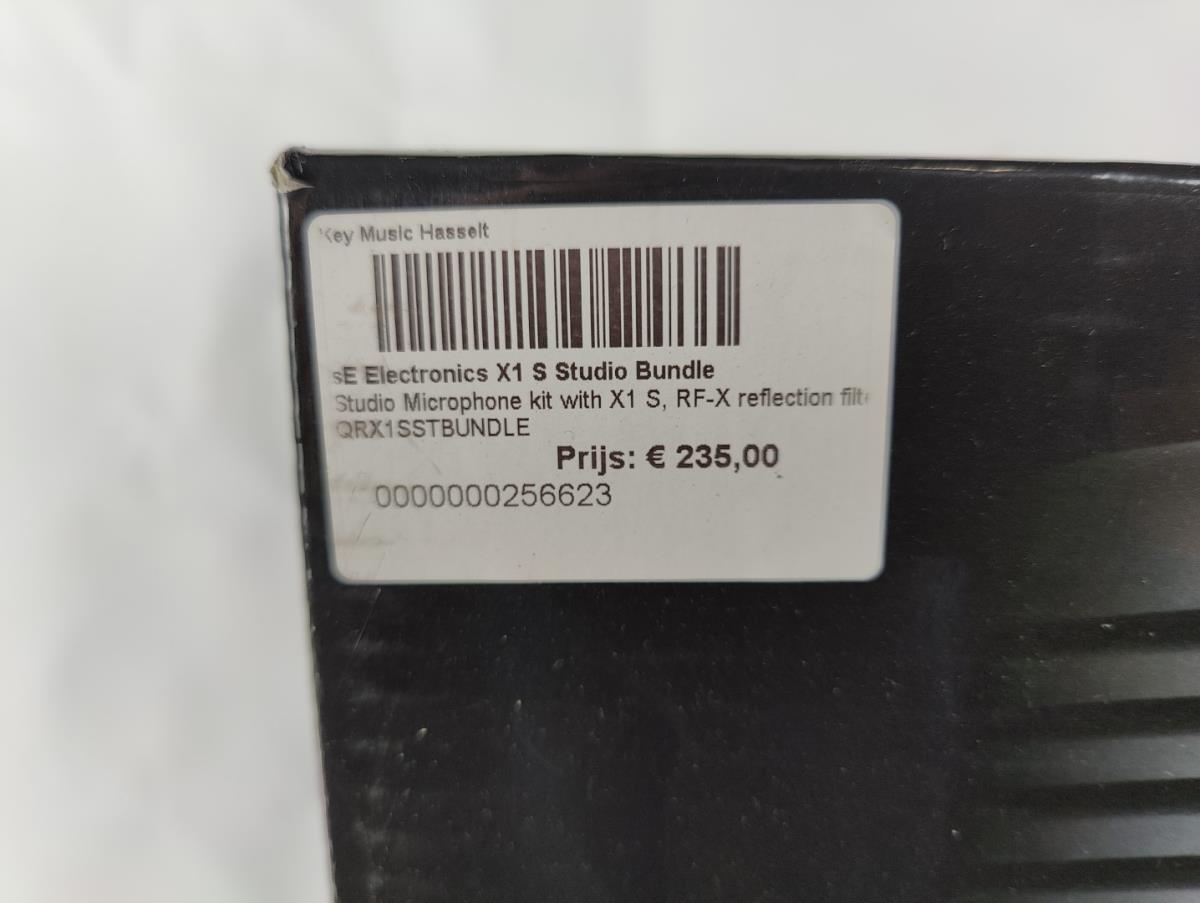 Key Music Hasselt
sE Electronics X1 S Studio Bundle
Studio Microphone kit with X1 S, RF-X reflection filt
QRX1SSTBUNDLE
Prijs: € 235,00
0000000256623